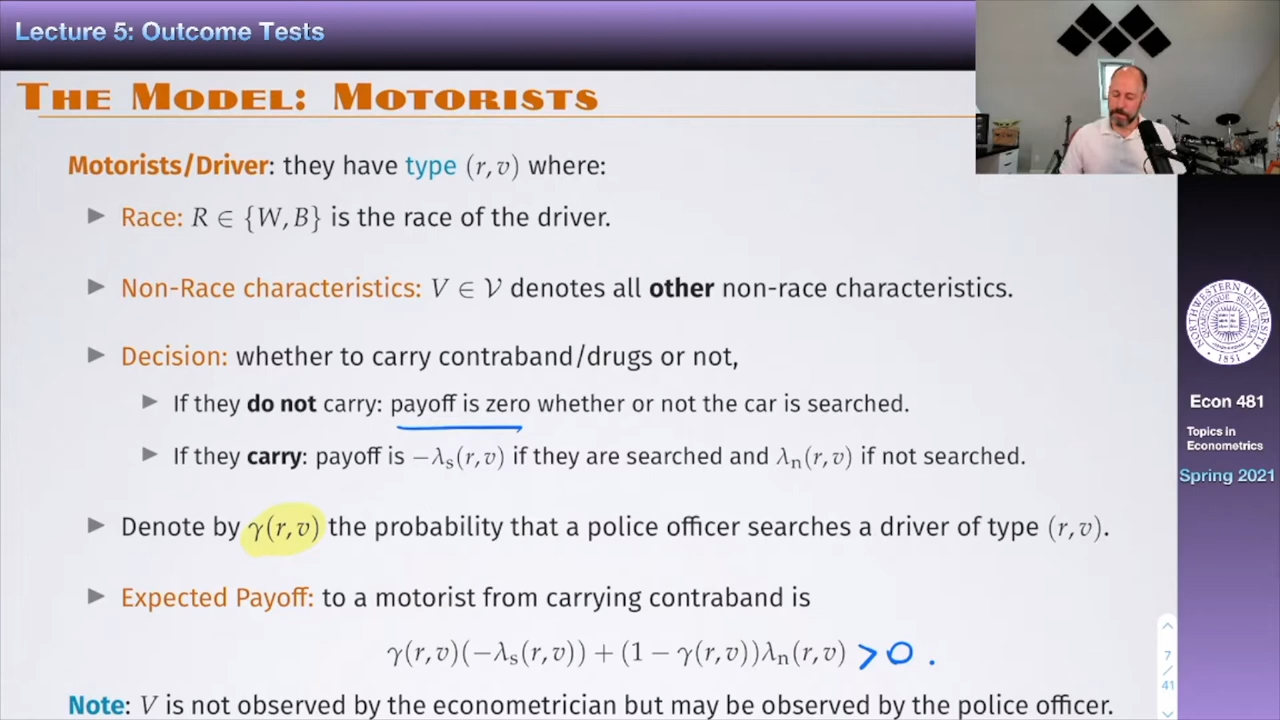 Lecture 5: Outcome Tests
THE MODEL: MOTORISTS
Motorists/Driver: they have type (r, v) where:
▶ Race: R ∈ {W, B} is the race of the driver.
▶ Non-Race characteristics: V ∈ 𝒱 denotes all other non-race characteristics.
▶ Decision: whether to carry contraband/drugs or not,
▶ If they do not carry: payoff is zero whether or not the car is searched.
▶ If they carry: payoff is −λs(r, v) if they are searched and λn(r, v) if not searched.
▶ Denote by γ(r, v) the probability that a police officer searches a driver of type (r, v).
▶ Expected Payoff: to a motorist from carrying contraband is
γ(r, v)(−λs(r, v)) + (1 − γ(r, v))λn(r, v) > 0 .
Note: V is not observed by the econometrician but may be observed by the police officer.
NORTHWESTERN UNIVERSITY
1851
Econ 481
Topics in
Econometrics
Spring 2021
7
/
41